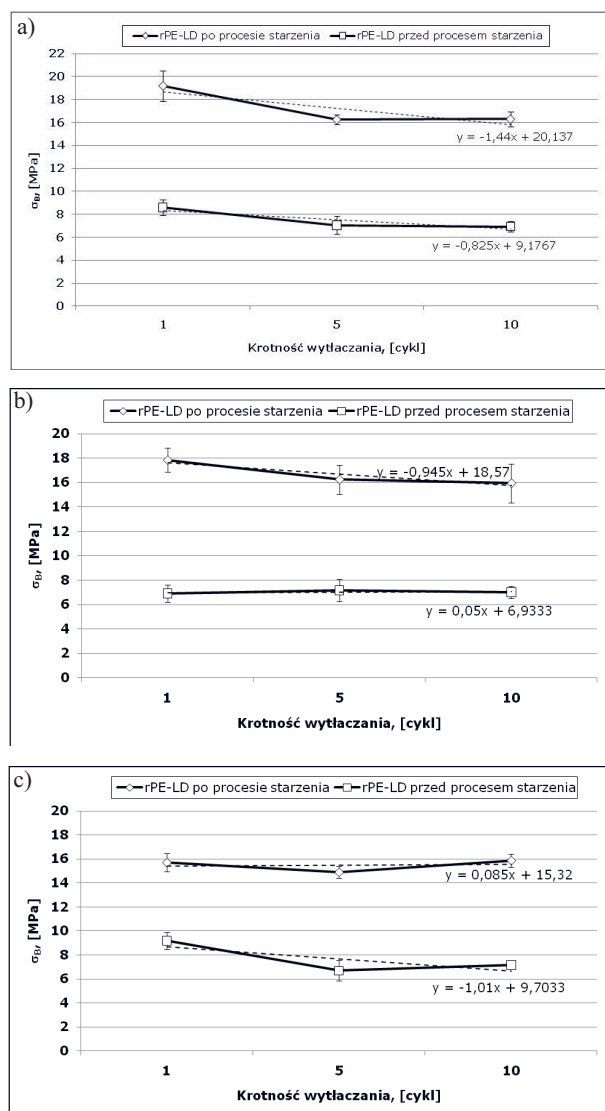 a)
rPE-LD po procesie starzenia rPE-LD przed procesem starzenia
22
20
18
16
14
12
10
8
6
4
2
0
σB, [MPa]
y = -1,44x + 20,137
y = -0,825x + 9,1767
1 5 10
Krotność wytłaczania, [cykl]
b)
rPE-LD po procesie starzenia rPE-LD przed procesem starzenia
20
18
16
14
12
10
8
6
4
2
0
σB, [MPa]
y = -0,945x + 18,57
y = 0,05x + 6,9333
1 5 10
Krotność wytłaczania, [cykl]
c)
rPE-LD po procesie starzenia rPE-LD przed procesem starzenia
20
18
16
14
12
10
8
6
4
2
0
σB, [MPa]
y = 0,085x + 15,32
y = -1,01x + 9,7033
1 5 10
Krotność wytłaczania, [cykl]